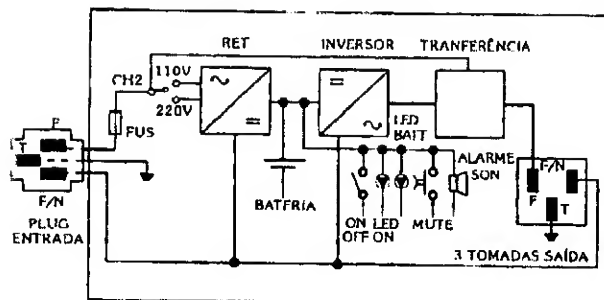 RET
INVERSOR
TRANFERÊNCIA
CH2
110V
220V
F
T
FUS
F/N
PLUG
ENTRADA
BATERIA
LED
BATT
ALARME
SON
ON
OFF
LED
ON
MUTE
F/N
F
T
3 TOMADAS SAÍDA